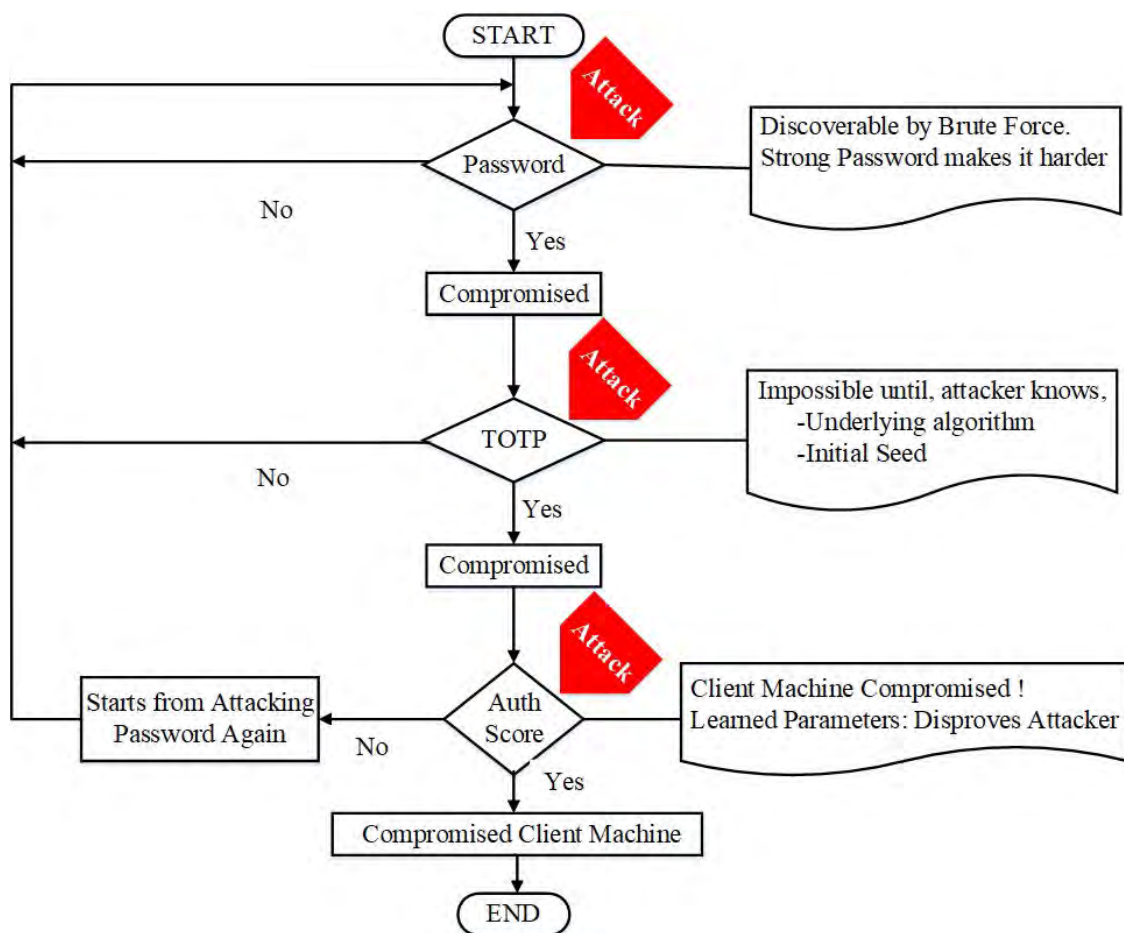 START
Attack
Password
Discoverable by Brute Force.
Strong Password makes it harder
No
Yes
Compromised
Attack
TOTP
Impossible until, attacker knows,
-Underlying algorithm
-Initial Seed
No
Yes
Compromised
Attack
Auth
Score
Client Machine Compromised !
Learned Parameters: Disproves Attacker
Starts from Attacking
Password Again
No
Yes
Compromised Client Machine
END